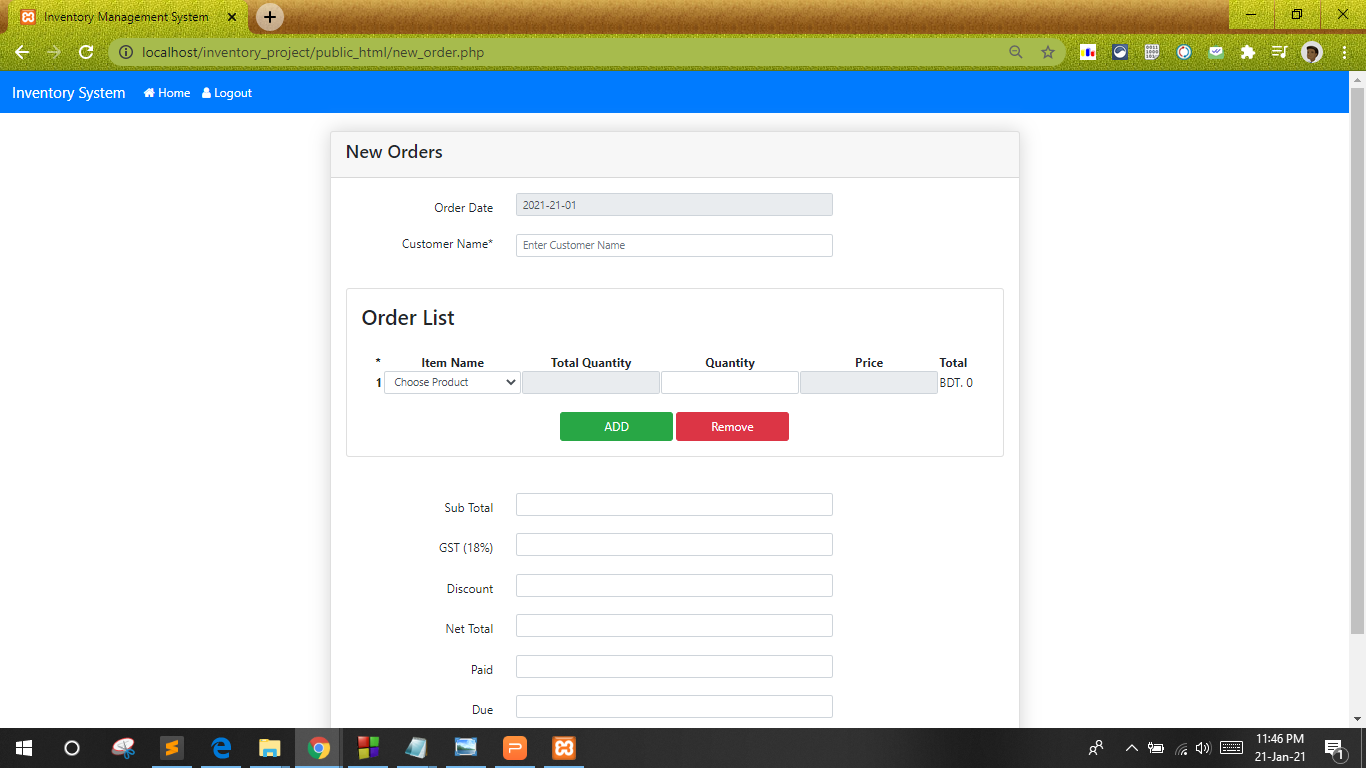 Inventory Management System
localhost/inventory_project/public_html/new_order.php
Inventory System Home Logout
New Orders
Order Date 2021-21-01
Customer Name* Enter Customer Name
Order List
* Item Name Total Quantity Quantity Price Total
1 Choose Product BDT. 0
ADD Remove
Sub Total
GST (18%)
Discount
Net Total
Paid
Due
11:46 PM
21-Jan-21
1